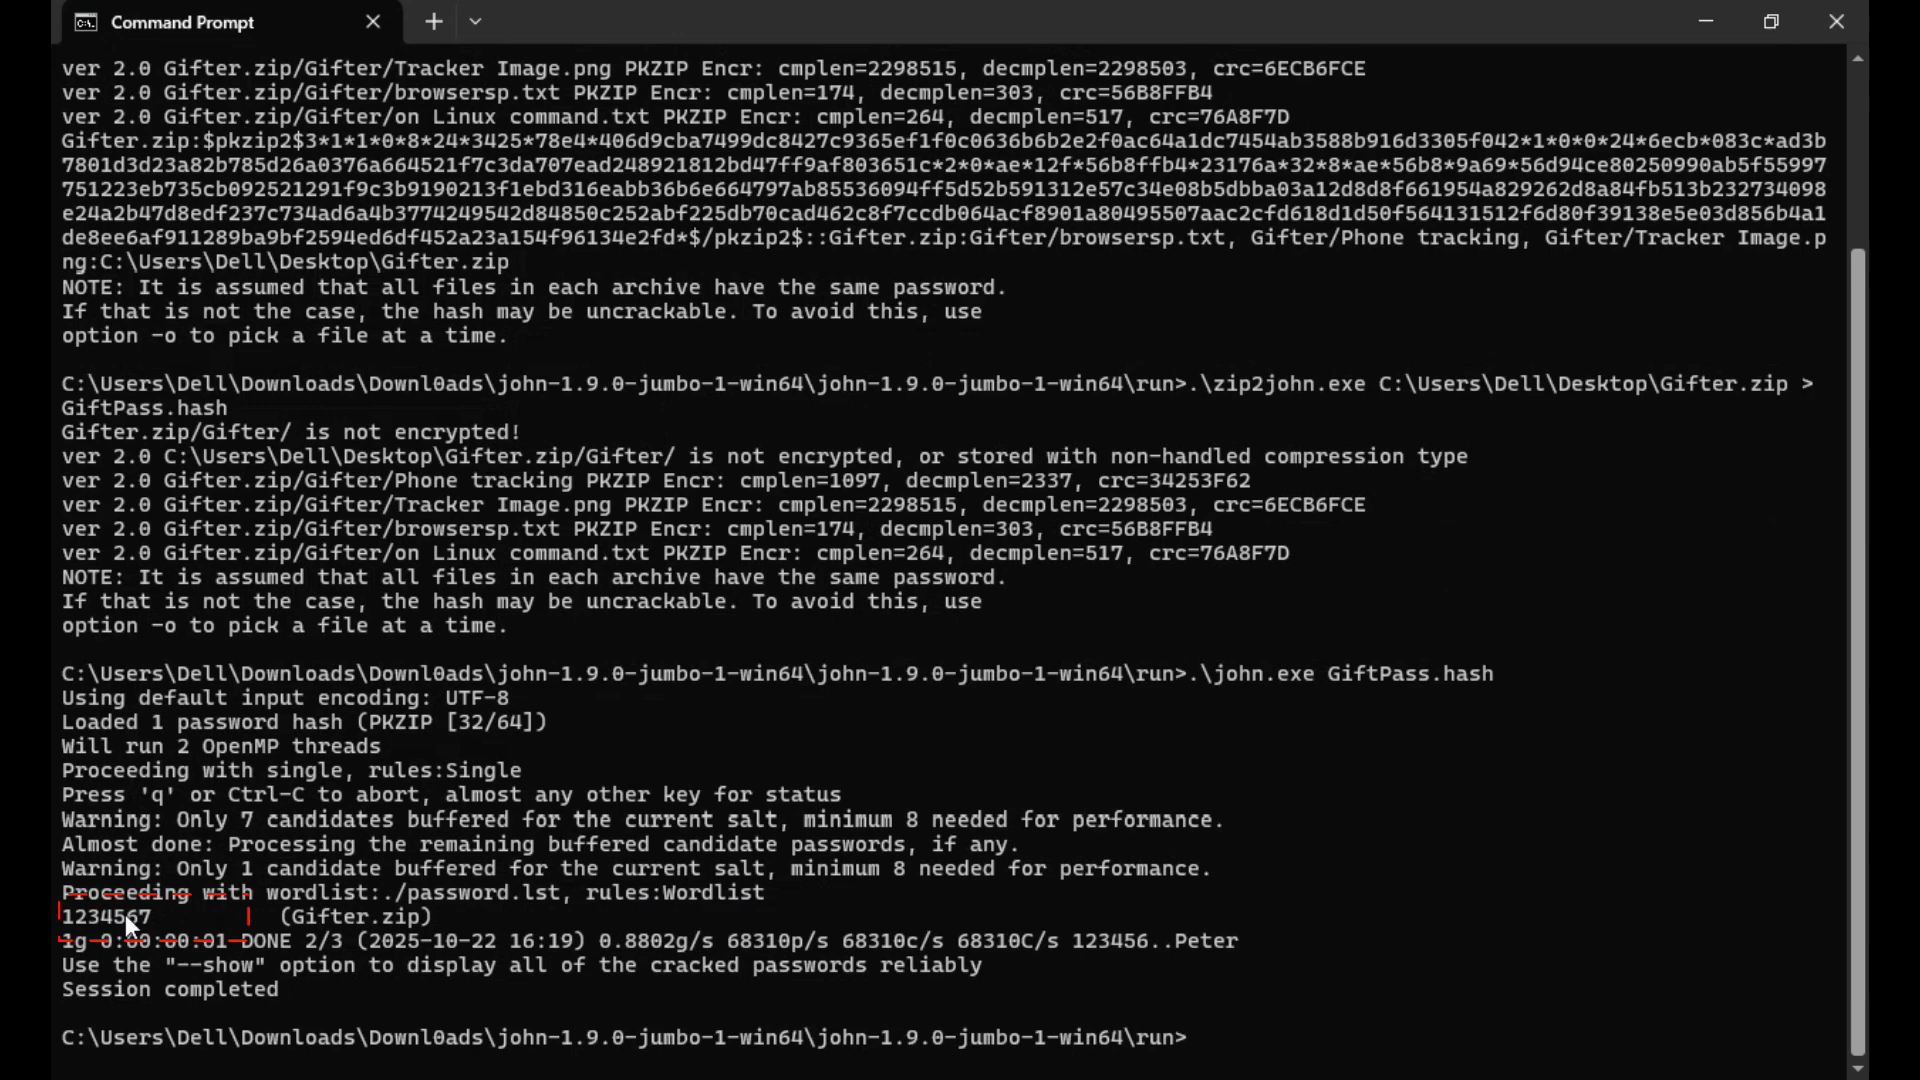 Command Prompt
ver 2.0 Gifter.zip/Gifter/Tracker Image.png PKZIP Encr: cmplen=2298515, decmplen=2298503, crc=6ECB6FCE
ver 2.0 Gifter.zip/Gifter/browsersp.txt PKZIP Encr: cmplen=174, decmplen=303, crc=56B8FFB4
ver 2.0 Gifter.zip/Gifter/on Linux command.txt PKZIP Encr: cmplen=264, decmplen=517, crc=76A8F7D
Gifter.zip:$pkzip2$3*1*1*0*8*24*3425*78e4*406d9cba7499dc8427c9365ef1f0c0636b6b2e2f0ac64a1dc7454ab3588b916d3305f042*1*0*0*24*6ecb*083c*ad3b
7801d3d23a82b785d26a0376a664521f7c3da707ead248921812bd47ff9af803651c*2*0*ae*12f*56b8ffb4*23176a*32*8*ae*56b8*9a69*56d94ce80250990ab5f55997
751223eb735cb092521291f9c3b9190213f1ebd316eabb36b6e664797ab85536094ff5d52b591312e57c34e08b5dbba03a12d8d8f661954a829262d8a84fb513b232734098
e24a2b47d8edf237c734ad6a4b3774249542d84850c252abf225db70cad462c8f7ccdb064acf8901a80495507aac2cfd618d1d50f564131512f6d80f39138e5e03d856b4a1
de8ee6af911289ba9bf2594ed6df452a23a154f96134e2fd*$/pkzip2$::Gifter.zip:Gifter/browsersp.txt, Gifter/Phone tracking, Gifter/Tracker Image.p
ng:C:\Users\Dell\Desktop\Gifter.zip
NOTE: It is assumed that all files in each archive have the same password.
If that is not the case, the hash may be uncrackable. To avoid this, use
option -o to pick a file at a time.
C:\Users\Dell\Downloads\Downl0ads\john-1.9.0-jumbo-1-win64\john-1.9.0-jumbo-1-win64\run>.\zip2john.exe C:\Users\Dell\Desktop\Gifter.zip >
GiftPass.hash
Gifter.zip/Gifter/ is not encrypted!
ver 2.0 C:\Users\Dell\Desktop\Gifter.zip/Gifter/ is not encrypted, or stored with non-handled compression type
ver 2.0 Gifter.zip/Gifter/Phone tracking PKZIP Encr: cmplen=1097, decmplen=2337, crc=34253F62
ver 2.0 Gifter.zip/Gifter/Tracker Image.png PKZIP Encr: cmplen=2298515, decmplen=2298503, crc=6ECB6FCE
ver 2.0 Gifter.zip/Gifter/browsersp.txt PKZIP Encr: cmplen=174, decmplen=303, crc=56B8FFB4
ver 2.0 Gifter.zip/Gifter/on Linux command.txt PKZIP Encr: cmplen=264, decmplen=517, crc=76A8F7D
NOTE: It is assumed that all files in each archive have the same password.
If that is not the case, the hash may be uncrackable. To avoid this, use
option -o to pick a file at a time.
C:\Users\Dell\Downloads\Downl0ads\john-1.9.0-jumbo-1-win64\john-1.9.0-jumbo-1-win64\run>.\john.exe GiftPass.hash
Using default input encoding: UTF-8
Loaded 1 password hash (PKZIP [32/64])
Will run 2 OpenMP threads
Proceeding with single, rules:Single
Press 'q' or Ctrl-C to abort, almost any other key for status
Warning: Only 7 candidates buffered for the current salt, minimum 8 needed for performance.
Almost done: Processing the remaining buffered candidate passwords, if any.
Warning: Only 1 candidate buffered for the current salt, minimum 8 needed for performance.
Proceeding with wordlist:./password.lst, rules:Wordlist
1234567 (Gifter.zip)
1g 0:00:00:01 DONE 2/3 (2025-10-22 16:19) 0.8802g/s 68310p/s 68310c/s 68310C/s 123456..Peter
Use the "--show" option to display all of the cracked passwords reliably
Session completed
C:\Users\Dell\Downloads\Downl0ads\john-1.9.0-jumbo-1-win64\john-1.9.0-jumbo-1-win64\run>